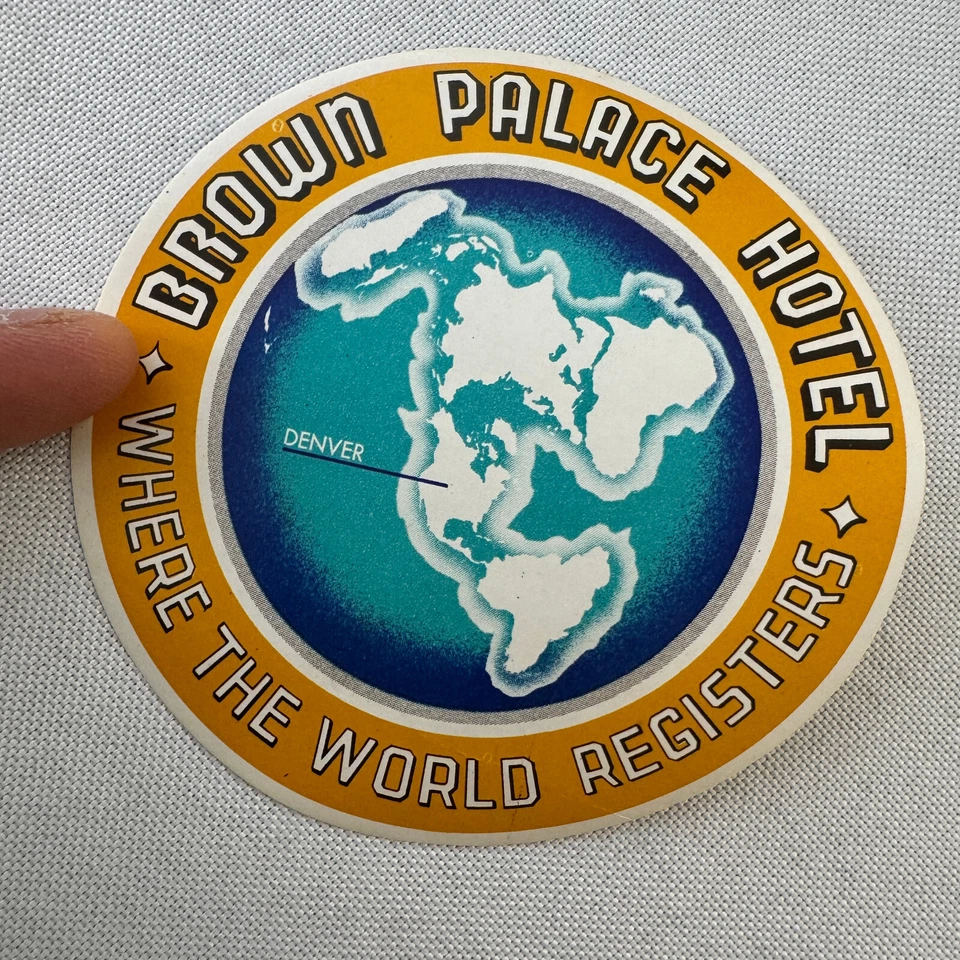 BROWN PALACE HOTEL
DENVER
WHERE THE WORLD REGISTERS